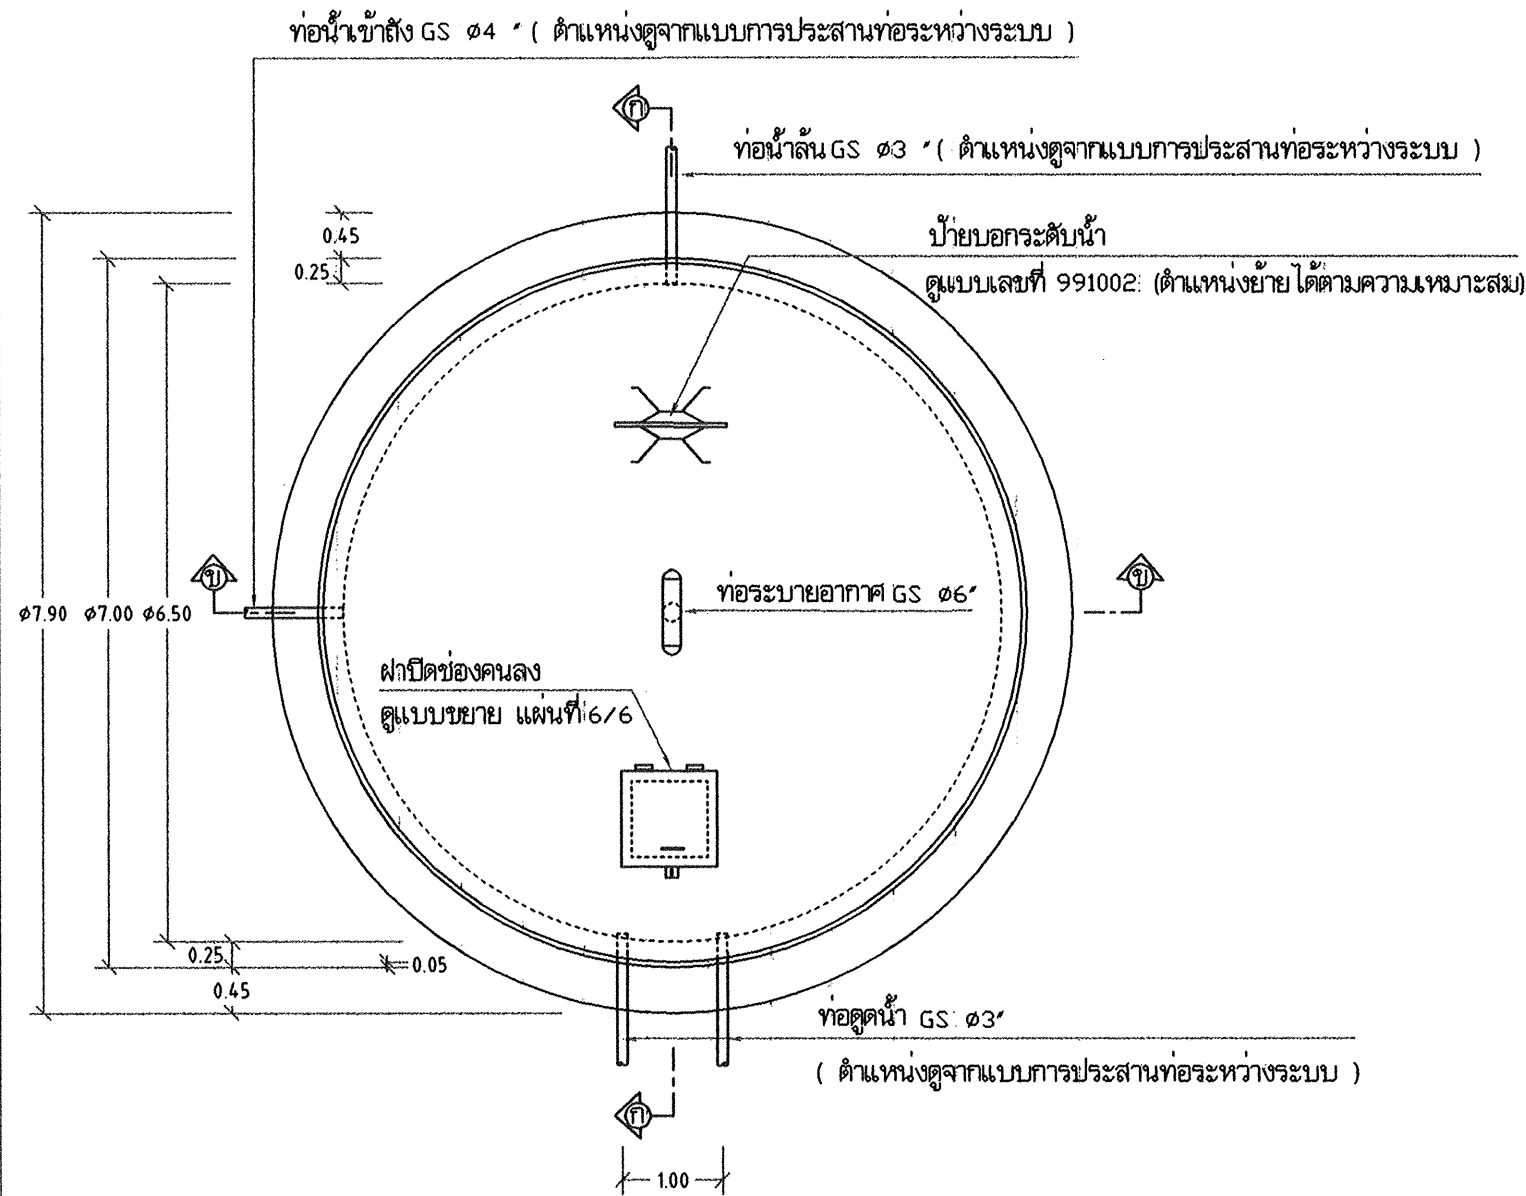 ท่อน้ำเข้าถัง GS ø4 " ( ตำแหน่งดูจากแบบการประสานท่อระหว่างระบบ )
ก
ท่อน้ำล้น GS ø3 " ( ตำแหน่งดูจากแบบการประสานท่อระหว่างระบบ )
0.45
0.25
ป้ายบอกระดับน้ำ
ดูแบบเลขที่ 991002 (ตำแหน่งย้ายได้ตามความเหมาะสม)
ข
ข
ø7.90 ø7.00 ø6.50
ท่อระบายอากาศ GS ø6"
ฝาปิดช่องคนลง
ดูแบบขยาย แผ่นที่ 6/6
0.25
0.05
0.45
ท่อดูดน้ำ GS ø3"
( ตำแหน่งดูจากแบบการประสานท่อระหว่างระบบ )
ก
1.00